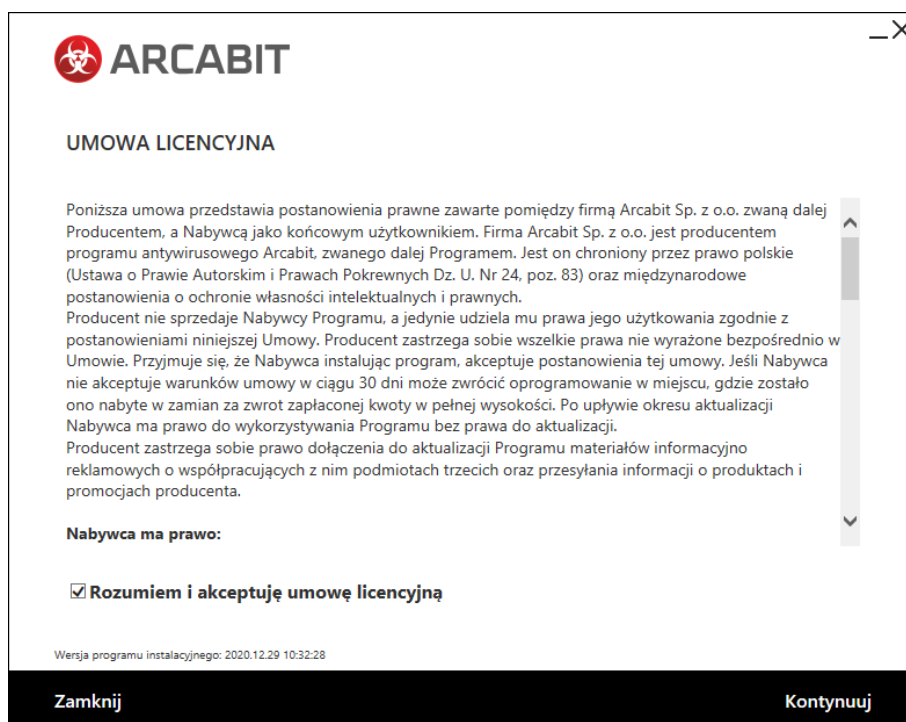 ARCABIT
UMOWA LICENCYJNA
Poniższa umowa przedstawia postanowienia prawne zawarte pomiędzy firmą Arcabit Sp. z o.o. zwaną dalej
Producentem, a Nabywcą jako końcowym użytkownikiem. Firma Arcabit Sp. z o.o. jest producentem
programu antywirusowego Arcabit, zwanego dalej Programem. Jest on chroniony przez prawo polskie
(Ustawa o Prawie Autorskim i Prawach Pokrewnych Dz. U. Nr 24, poz. 83) oraz międzynarodowe
postanowienia o ochronie własności intelektualnych i prawnych.
Producent nie sprzedaje Nabywcy Programu, a jedynie udziela mu prawa jego użytkowania zgodnie z
postanowieniami niniejszej Umowy. Producent zastrzega sobie wszelkie prawa nie wyrażone bezpośrednio w
Umowie. Przyjmuje się, że Nabywca instalując program, akceptuje postanowienia tej umowy. Jeśli Nabywca
nie akceptuje warunków umowy w ciągu 30 dni może zwrócić oprogramowanie w miejscu, gdzie zostało
ono nabyte w zamian za zwrot zapłaconej kwoty w pełnej wysokości. Po upływie okresu aktualizacji
Nabywca ma prawo do wykorzystywania Programu bez prawa do aktualizacji.
Producent zastrzega sobie prawo dołączenia do aktualizacji Programu materiałów informacyjno
reklamowych o współpracujących z nim podmiotach trzecich oraz przesyłania informacji o produktach i
promocjach producenta.
Nabywca ma prawo:
Rozumiem i akceptuję umowę licencyjną
Wersja programu instalacyjnego: 2020.12.29 10:32:28
Zamknij
Kontynuuj